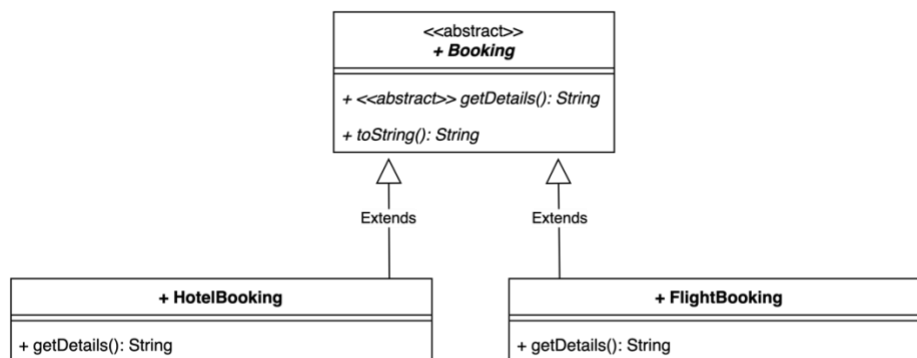 <<abstract>>
+ Booking
+ <<abstract>> getDetails(): String
+ toString(): String
Extends
Extends
+ HotelBooking
+ getDetails(): String
+ FlightBooking
+ getDetails(): String